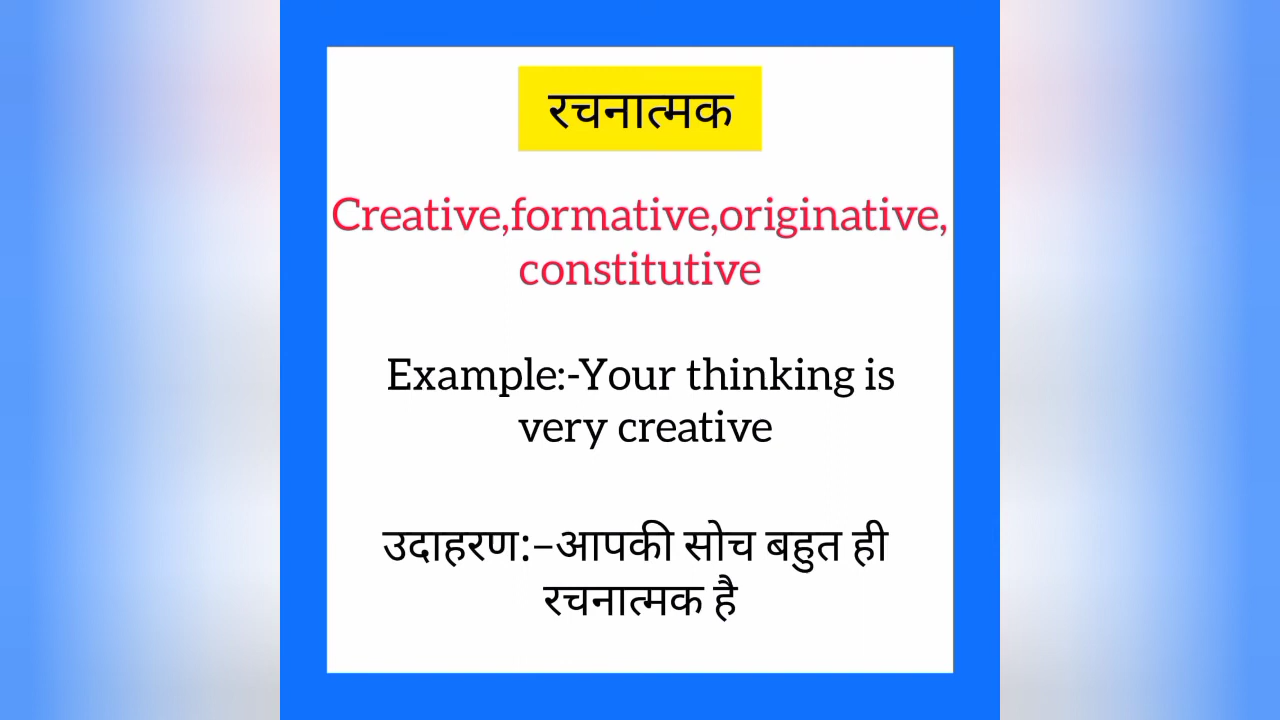 रचनात्मक
Creative,formative,originative,
constitutive
Example:-Your thinking is
very creative
उदाहरण:–आपकी सोच बहुत ही
रचनात्मक है